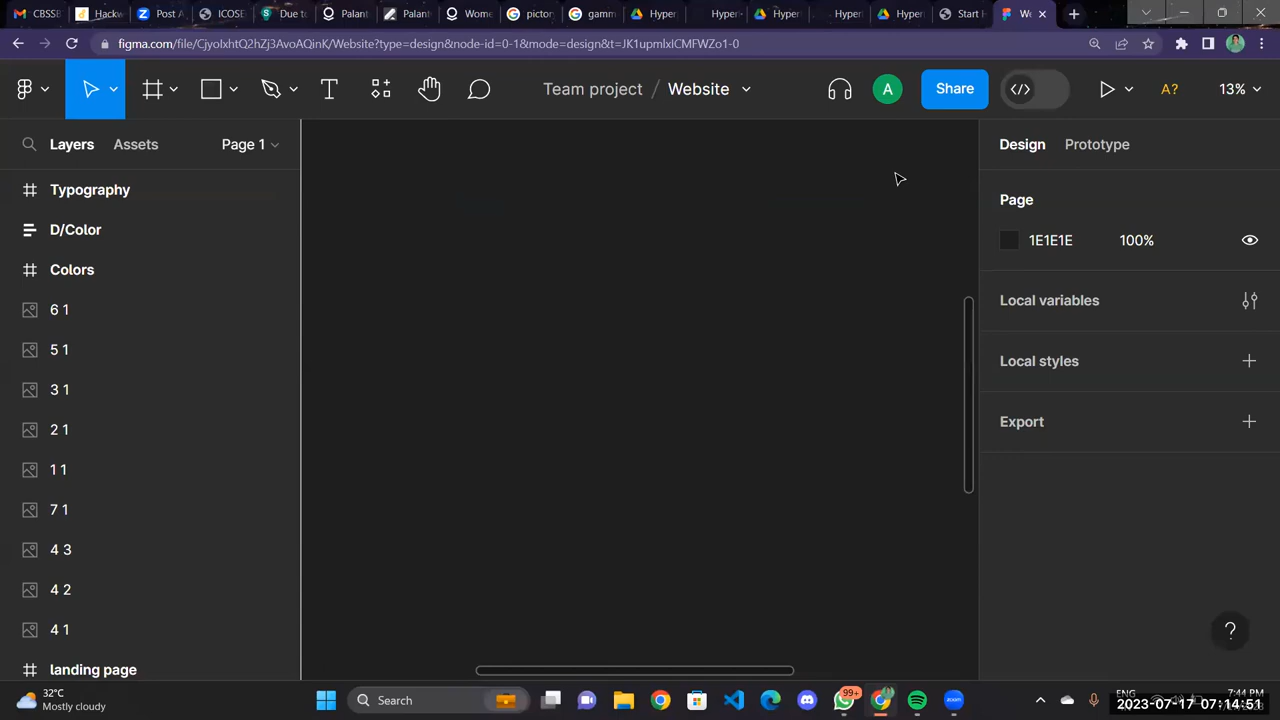 CBSSB
Hackw
Post A
ICOSE
Due to
Palant
Palant
Wome
pictor
gamm
Hyper
Hyper
Hyper
Hyper
Hyper
Start
We
figma.com/file/CjyoIxhtQ2hZj3AvoAQinK/Website?type=design&node-id=0-1&mode=design&t=JK1upmlxlCMFWZo1-0
Team project / Website
A
Share
A?
13%
Layers
Assets
Page 1
Design
Prototype
Typography
D/Color
Colors
6 1
5 1
3 1
2 1
1 1
7 1
4 3
4 2
4 1
landing page
Page
1E1E1E
100%
Local variables
Local styles
Export
?
32°C
Mostly cloudy
Search
99+
ENG
7:44 PM
2023-07-17 07:14:51